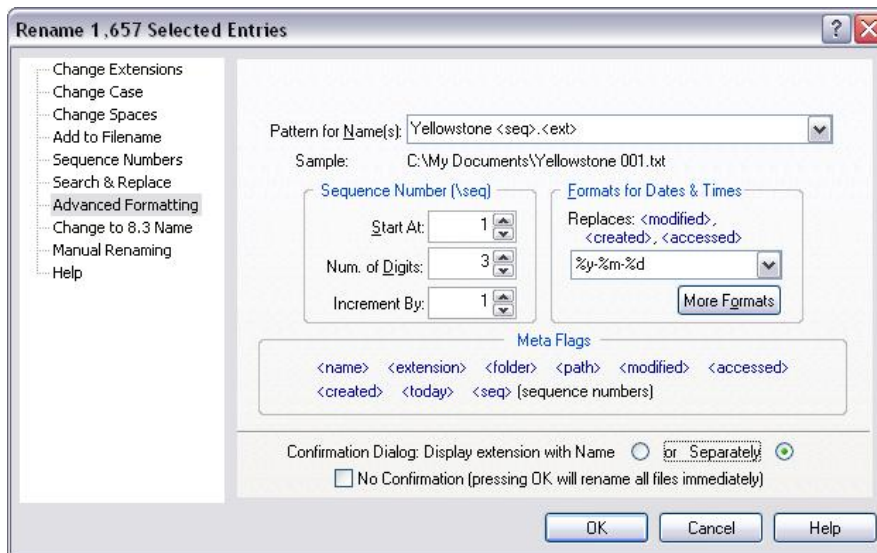 Rename 1,657 Selected Entries
Change Extensions
Change Case
Change Spaces
Add to Filename
Sequence Numbers
Search & Replace
Advanced Formatting
Change to 8.3 Name
Manual Renaming
Help
Pattern for Name(s): Yellowstone <seq>.<ext>
Sample: C:\My Documents\Yellowstone 001.txt
Sequence Number (\seq)
Start At: 1
Num. of Digits: 3
Increment By: 1
Formats for Dates & Times
Replaces: <modified>,
<created>, <accessed>
%y-%m-%d
More Formats
Meta Flags
<name> <extension> <folder> <path> <modified> <accessed>
<created> <today> <seq> (sequence numbers)
Confirmation Dialog: Display extension with Name or Separately
No Confirmation (pressing OK will rename all files immediately)
OK Cancel Help